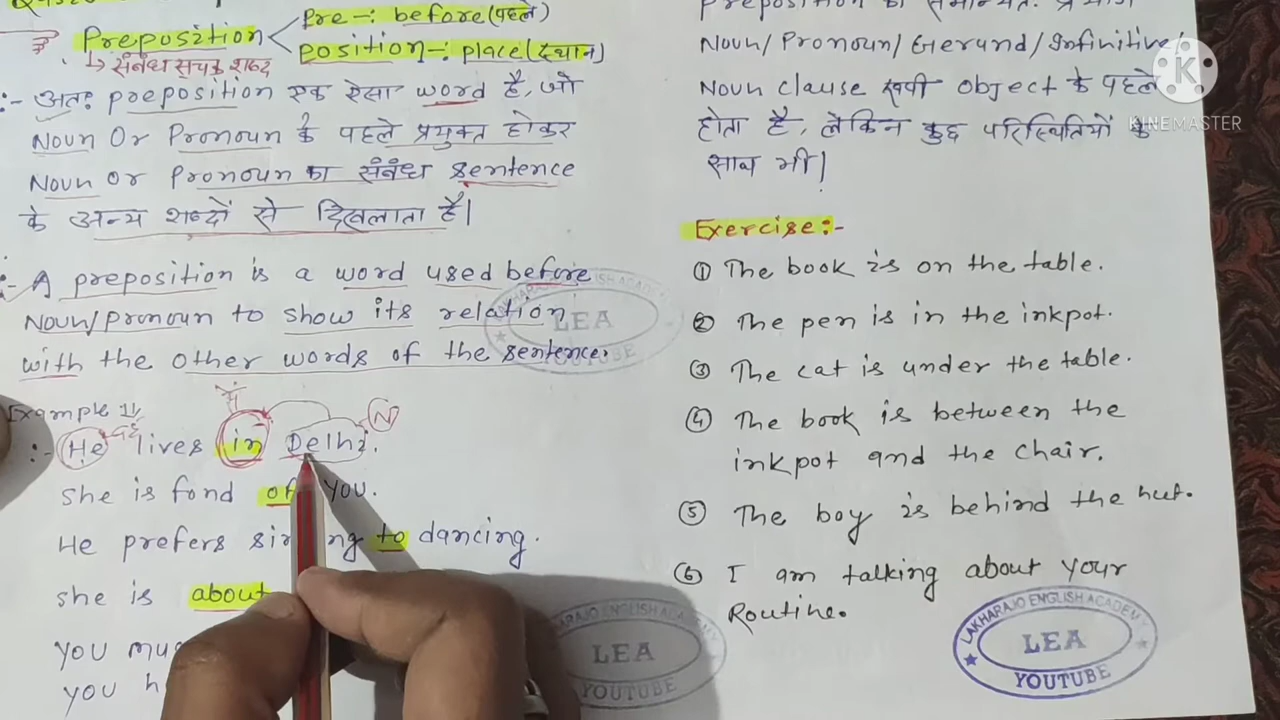 Preposition
Pre-: before (पहले)
position-: place (स्थान)
→ संबंध सूचक शब्द
:- अतः preposition एक ऐसा word है, जो
Noun Or Pronoun के पहले प्रयुक्त होकर
Noun or Pronoun का संबंध sentence
के अन्य शब्दों से दिखलाता है।
:- A preposition is a word used before
Noun/pronoun to show its relation
with the other words of the sentence.
Example
N
:- He lives in Delhi.
she is fond of you.
He prefers singing to dancing.
she is about
you
you
Noun/Pronoun/Gerund/Infinitive/
Noun clause रूपी object के पहले
होता है, लेकिन कुछ परिस्थितियों के
साथ भी।
Exercise:-
① The book is on the table.
② The pen is in the inkpot.
③ The cat is under the table.
④ The book is between the
inkpot and the chair.
⑤ The boy is behind the hut.
⑥ I am talking about your
Routine.
K
KINEMASTER
LEA
YOUTUBE
LEA
YOUTUBE
LAKHARAJO ENGLISH ACADEMY
LEA
YOUTUBE